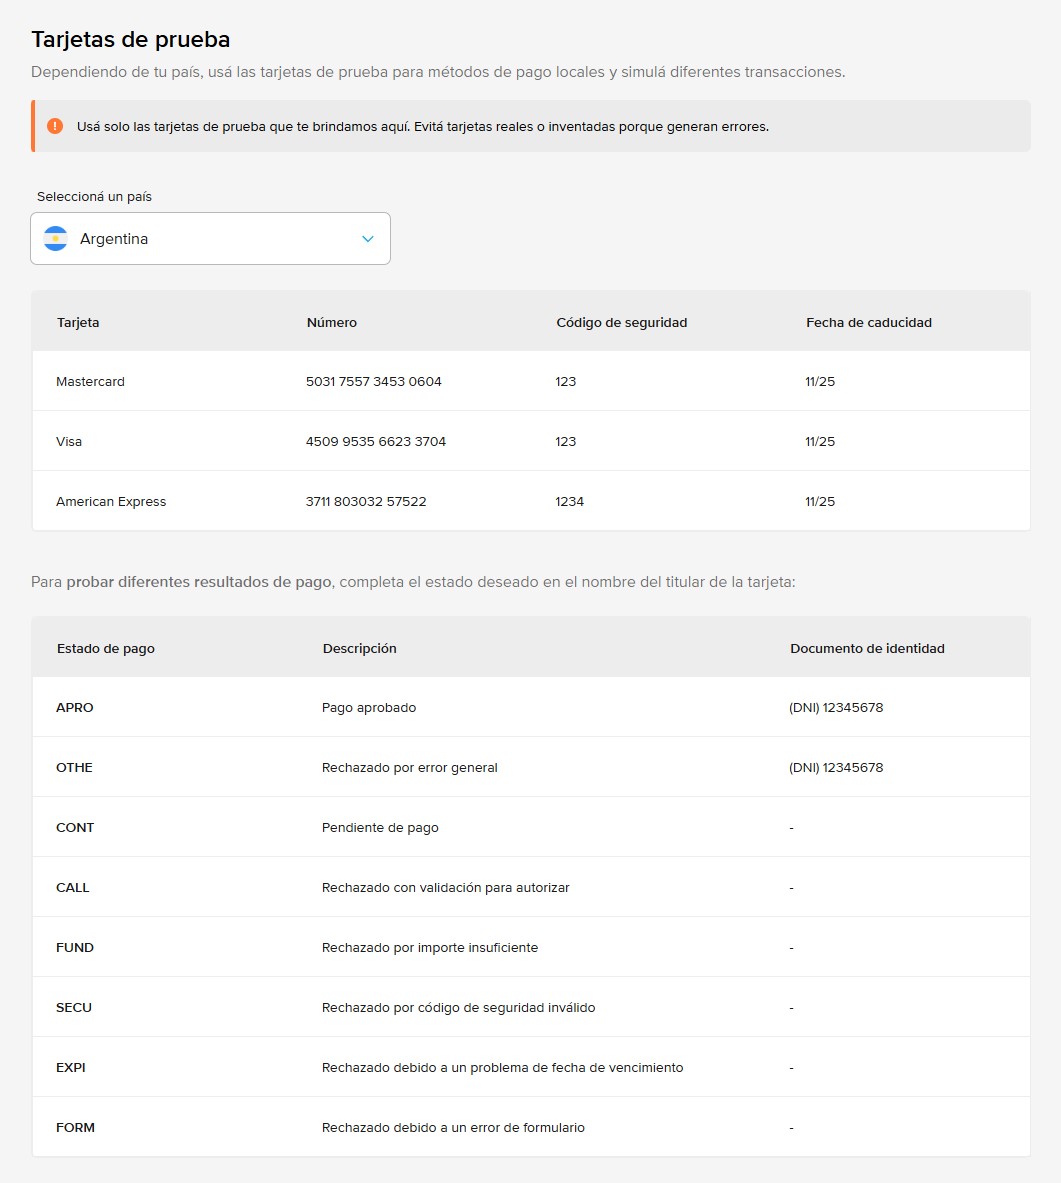 Tarjetas de prueba
Dependiendo de tu país, usá las tarjetas de prueba para métodos de pago locales y simulá diferentes transacciones.
Usá solo las tarjetas de prueba que te brindamos aquí. Evitá tarjetas reales o inventadas porque generan errores.
Seleccioná un país
Argentina
Tarjeta Número Código de seguridad Fecha de caducidad
Mastercard 5031 7557 3453 0604 123 11/25
Visa 4509 9535 6623 3704 123 11/25
American Express 3711 803032 57522 1234 11/25
Para probar diferentes resultados de pago, completa el estado deseado en el nombre del titular de la tarjeta:
Estado de pago Descripción Documento de identidad
APRO Pago aprobado (DNI) 12345678
OTHE Rechazado por error general (DNI) 12345678
CONT Pendiente de pago -
CALL Rechazado con validación para autorizar -
FUND Rechazado por importe insuficiente -
SECU Rechazado por código de seguridad inválido -
EXPI Rechazado debido a un problema de fecha de vencimiento -
FORM Rechazado debido a un error de formulario -